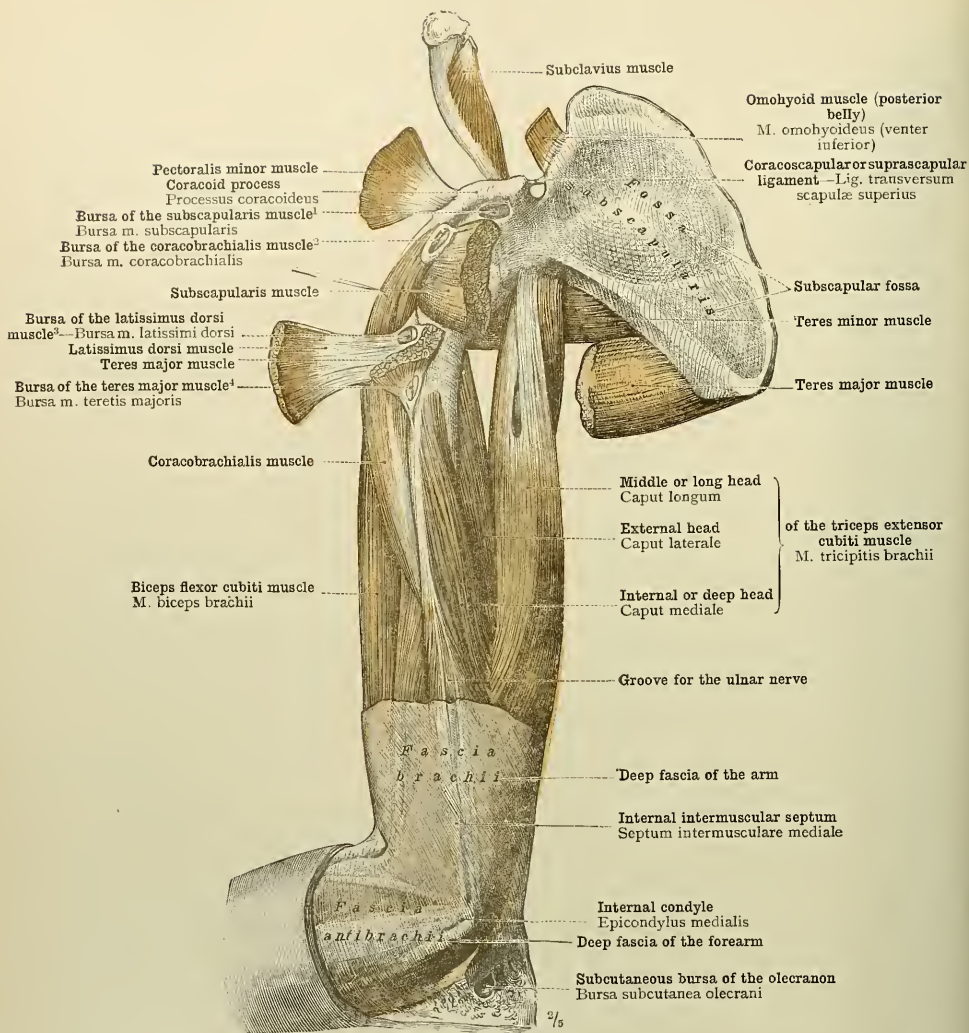 Subclavius muscle
Omohyoid muscle (posterior
belly)
M. omohyoideus (venter
inferior)
Coracoscapular or suprascapular
ligament—Lig. transversum
scapulæ superius
Pectoralis minor muscle
Coracoid process
Processus coracoideus
Bursa of the subscapularis muscle¹
Bursa m. subscapularis
Bursa of the coracobrachialis muscle²
Bursa m. coracobrachialis
Subscapularis muscle
Bursa of the latissimus dorsi
muscle³—Bursa m. latissimi dorsi
Latissimus dorsi muscle
Teres major muscle
Bursa of the teres major muscle⁴
Bursa m. teretis majoris
Fossa
subscapularis
Subscapular fossa
Teres minor muscle
Teres major muscle
Coracobrachialis muscle
Middle or long head
Caput longum
External head
Caput laterale
Internal or deep head
Caput mediale
of the triceps extensor
cubiti muscle
M. tricipitis brachii
Biceps flexor cubiti muscle
M. biceps brachii
Groove for the ulnar nerve
Fascia
brachii
Deep fascia of the arm
Internal intermuscular septum
Septum intermusculare mediale
Fascia
antibrachii
Internal condyle
Epicondylus medialis
Deep fascia of the forearm
Subcutaneous bursa of the olecranon
Bursa subcutanea olecrani
2/5